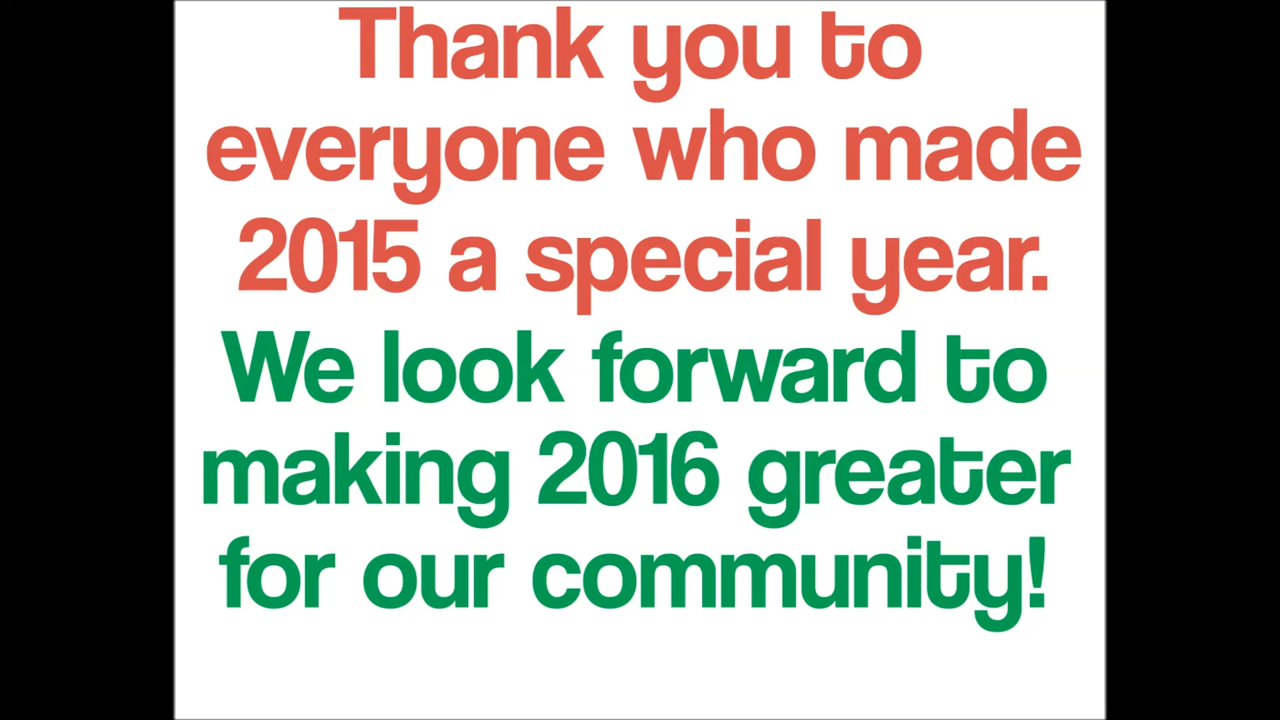 Thank you to
everyone who made
2015 a special year.
We look forward to
making 2016 greater
for our community!